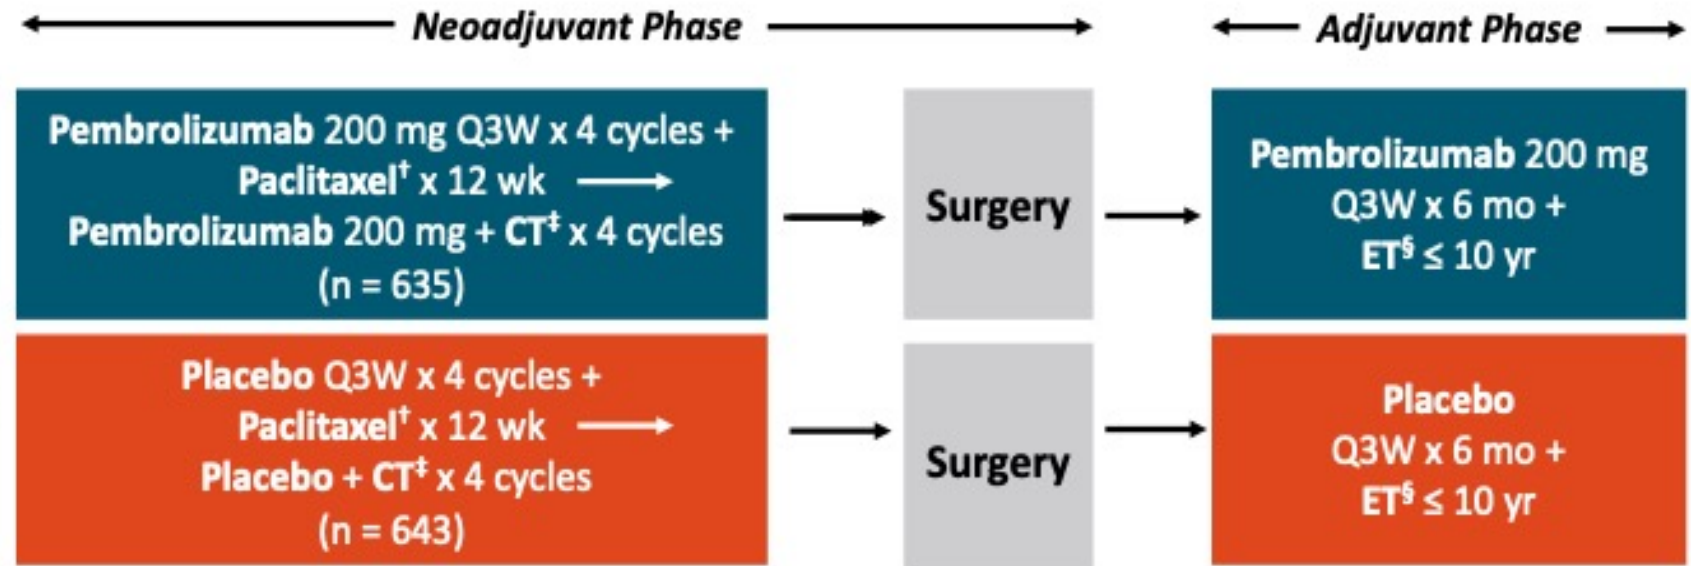 Neoadjuvant Phase
Adjuvant Phase
Pembrolizumab 200 mg Q3W x 4 cycles +
Paclitaxel† x 12 wk
Pembrolizumab 200 mg + CT‡ x 4 cycles
(n = 635)
Surgery
Pembrolizumab 200 mg
Q3W x 6 mo +
ET§ ≤ 10 yr
Placebo Q3W x 4 cycles +
Paclitaxel† x 12 wk
Placebo + CT‡ x 4 cycles
(n = 643)
Surgery
Placebo
Q3W x 6 mo +
ET§ ≤ 10 yr